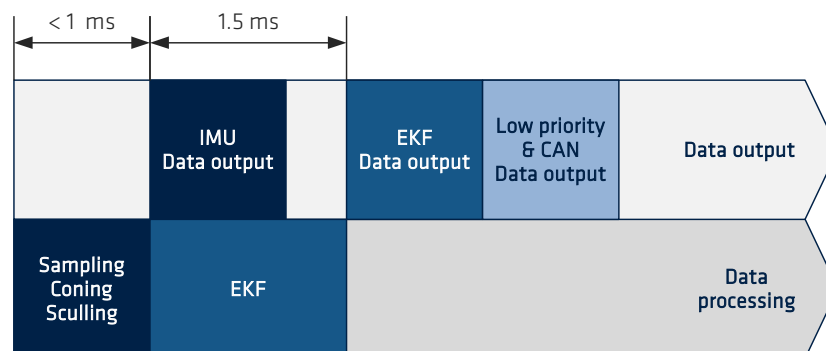 < 1 ms
1.5 ms
IMU
Data output
EKF
Data output
Low priority
& CAN
Data output
Data output
Sampling
Coning
Sculling
EKF
Data
processing